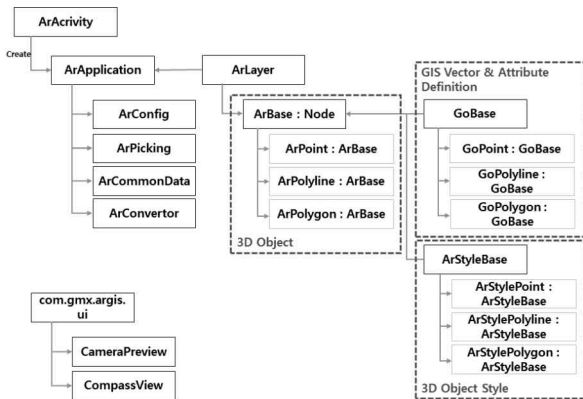 ArAcrivity
Create
ArApplication
ArLayer
GIS Vector & Attribute
Definition
ArConfig
ArPicking
ArCommonData
ArConvertor
ArBase : Node
ArPoint : ArBase
ArPolyline : ArBase
ArPolygon : ArBase
3D Object
GoBase
GoPoint : GoBase
GoPolyline :
GoBase
GoPolygon :
GoBase
ArStyleBase
ArStylePoint :
ArStyleBase
ArStylePolyline :
ArStyleBase
ArStylePolygon :
ArStyleBase
3D Object Style
com.gmx.argis.
ui
CameraPreview
CompassView